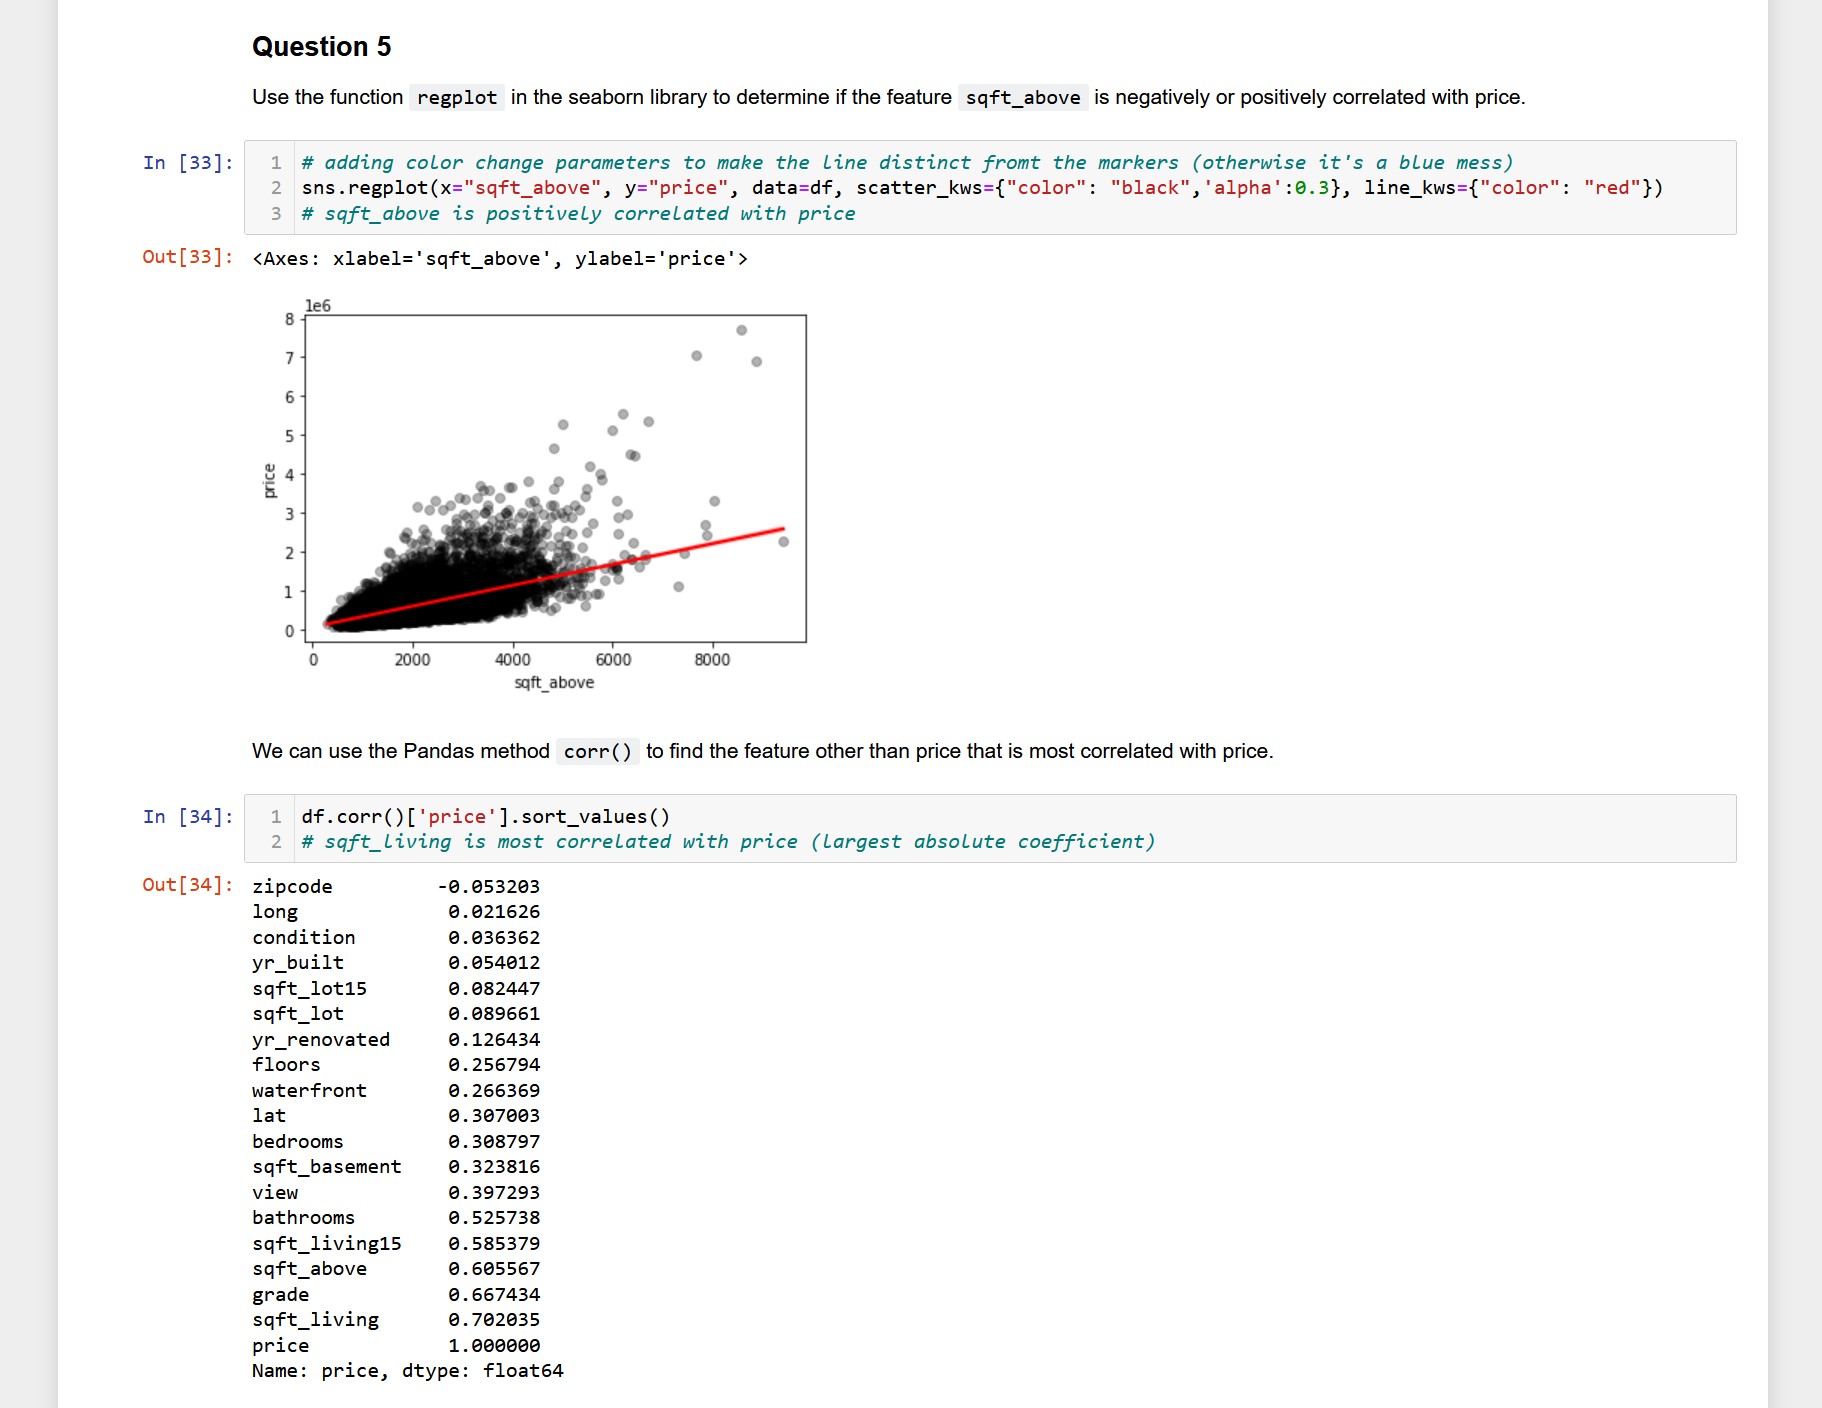 Question 5
Use the function regplot in the seaborn library to determine if the feature sqft_above is negatively or positively correlated with price.
In [33]:
1 # adding color change parameters to make the line distinct fromt the markers (otherwise it's a blue mess)
2 sns.regplot(x="sqft_above", y="price", data=df, scatter_kws={"color": "black",'alpha':0.3}, line_kws={"color": "red"})
3 # sqft_above is positively correlated with price
Out[33]: <Axes: xlabel='sqft_above', ylabel='price'>
1e6
8
7
6
5
4
3
2
1
0
price
0 2000 4000 6000 8000
sqft_above
We can use the Pandas method corr() to find the feature other than price that is most correlated with price.
In [34]:
1 df.corr()['price'].sort_values()
2 # sqft_living is most correlated with price (largest absolute coefficient)
Out[34]:
zipcode -0.053203
long 0.021626
condition 0.036362
yr_built 0.054012
sqft_lot15 0.082447
sqft_lot 0.089661
yr_renovated 0.126434
floors 0.256794
waterfront 0.266369
lat 0.307003
bedrooms 0.308797
sqft_basement 0.323816
view 0.397293
bathrooms 0.525738
sqft_living15 0.585379
sqft_above 0.605567
grade 0.667434
sqft_living 0.702035
price 1.000000
Name: price, dtype: float64